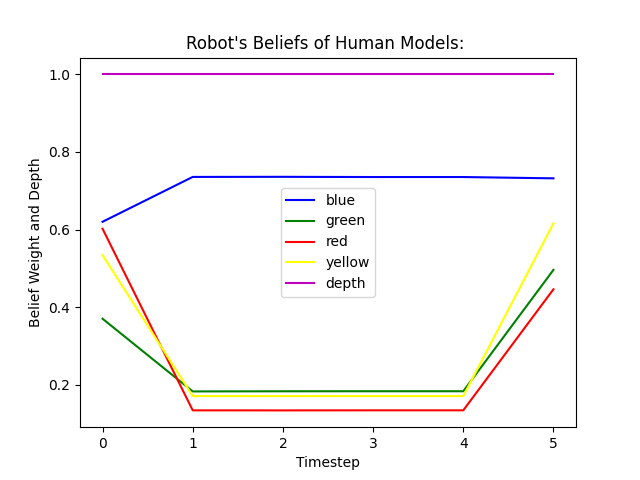 Robot's Beliefs of Human Models:
Belief Weight and Depth
1.0
0.8
0.6
0.4
0.2
blue
green
red
yellow
depth
0 1 2 3 4 5
Timestep